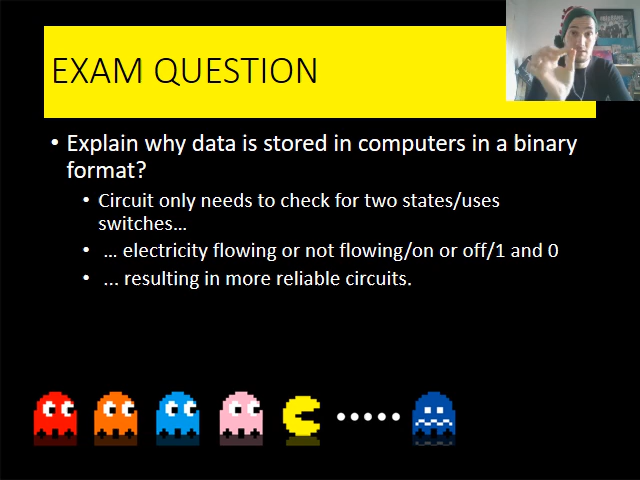 EXAM QUESTION
• Explain why data is stored in computers in a binary
format?
• Circuit only needs to check for two states/uses
switches…
• … electricity flowing or not flowing/on or off/1 and 0
• ... resulting in more reliable circuits.